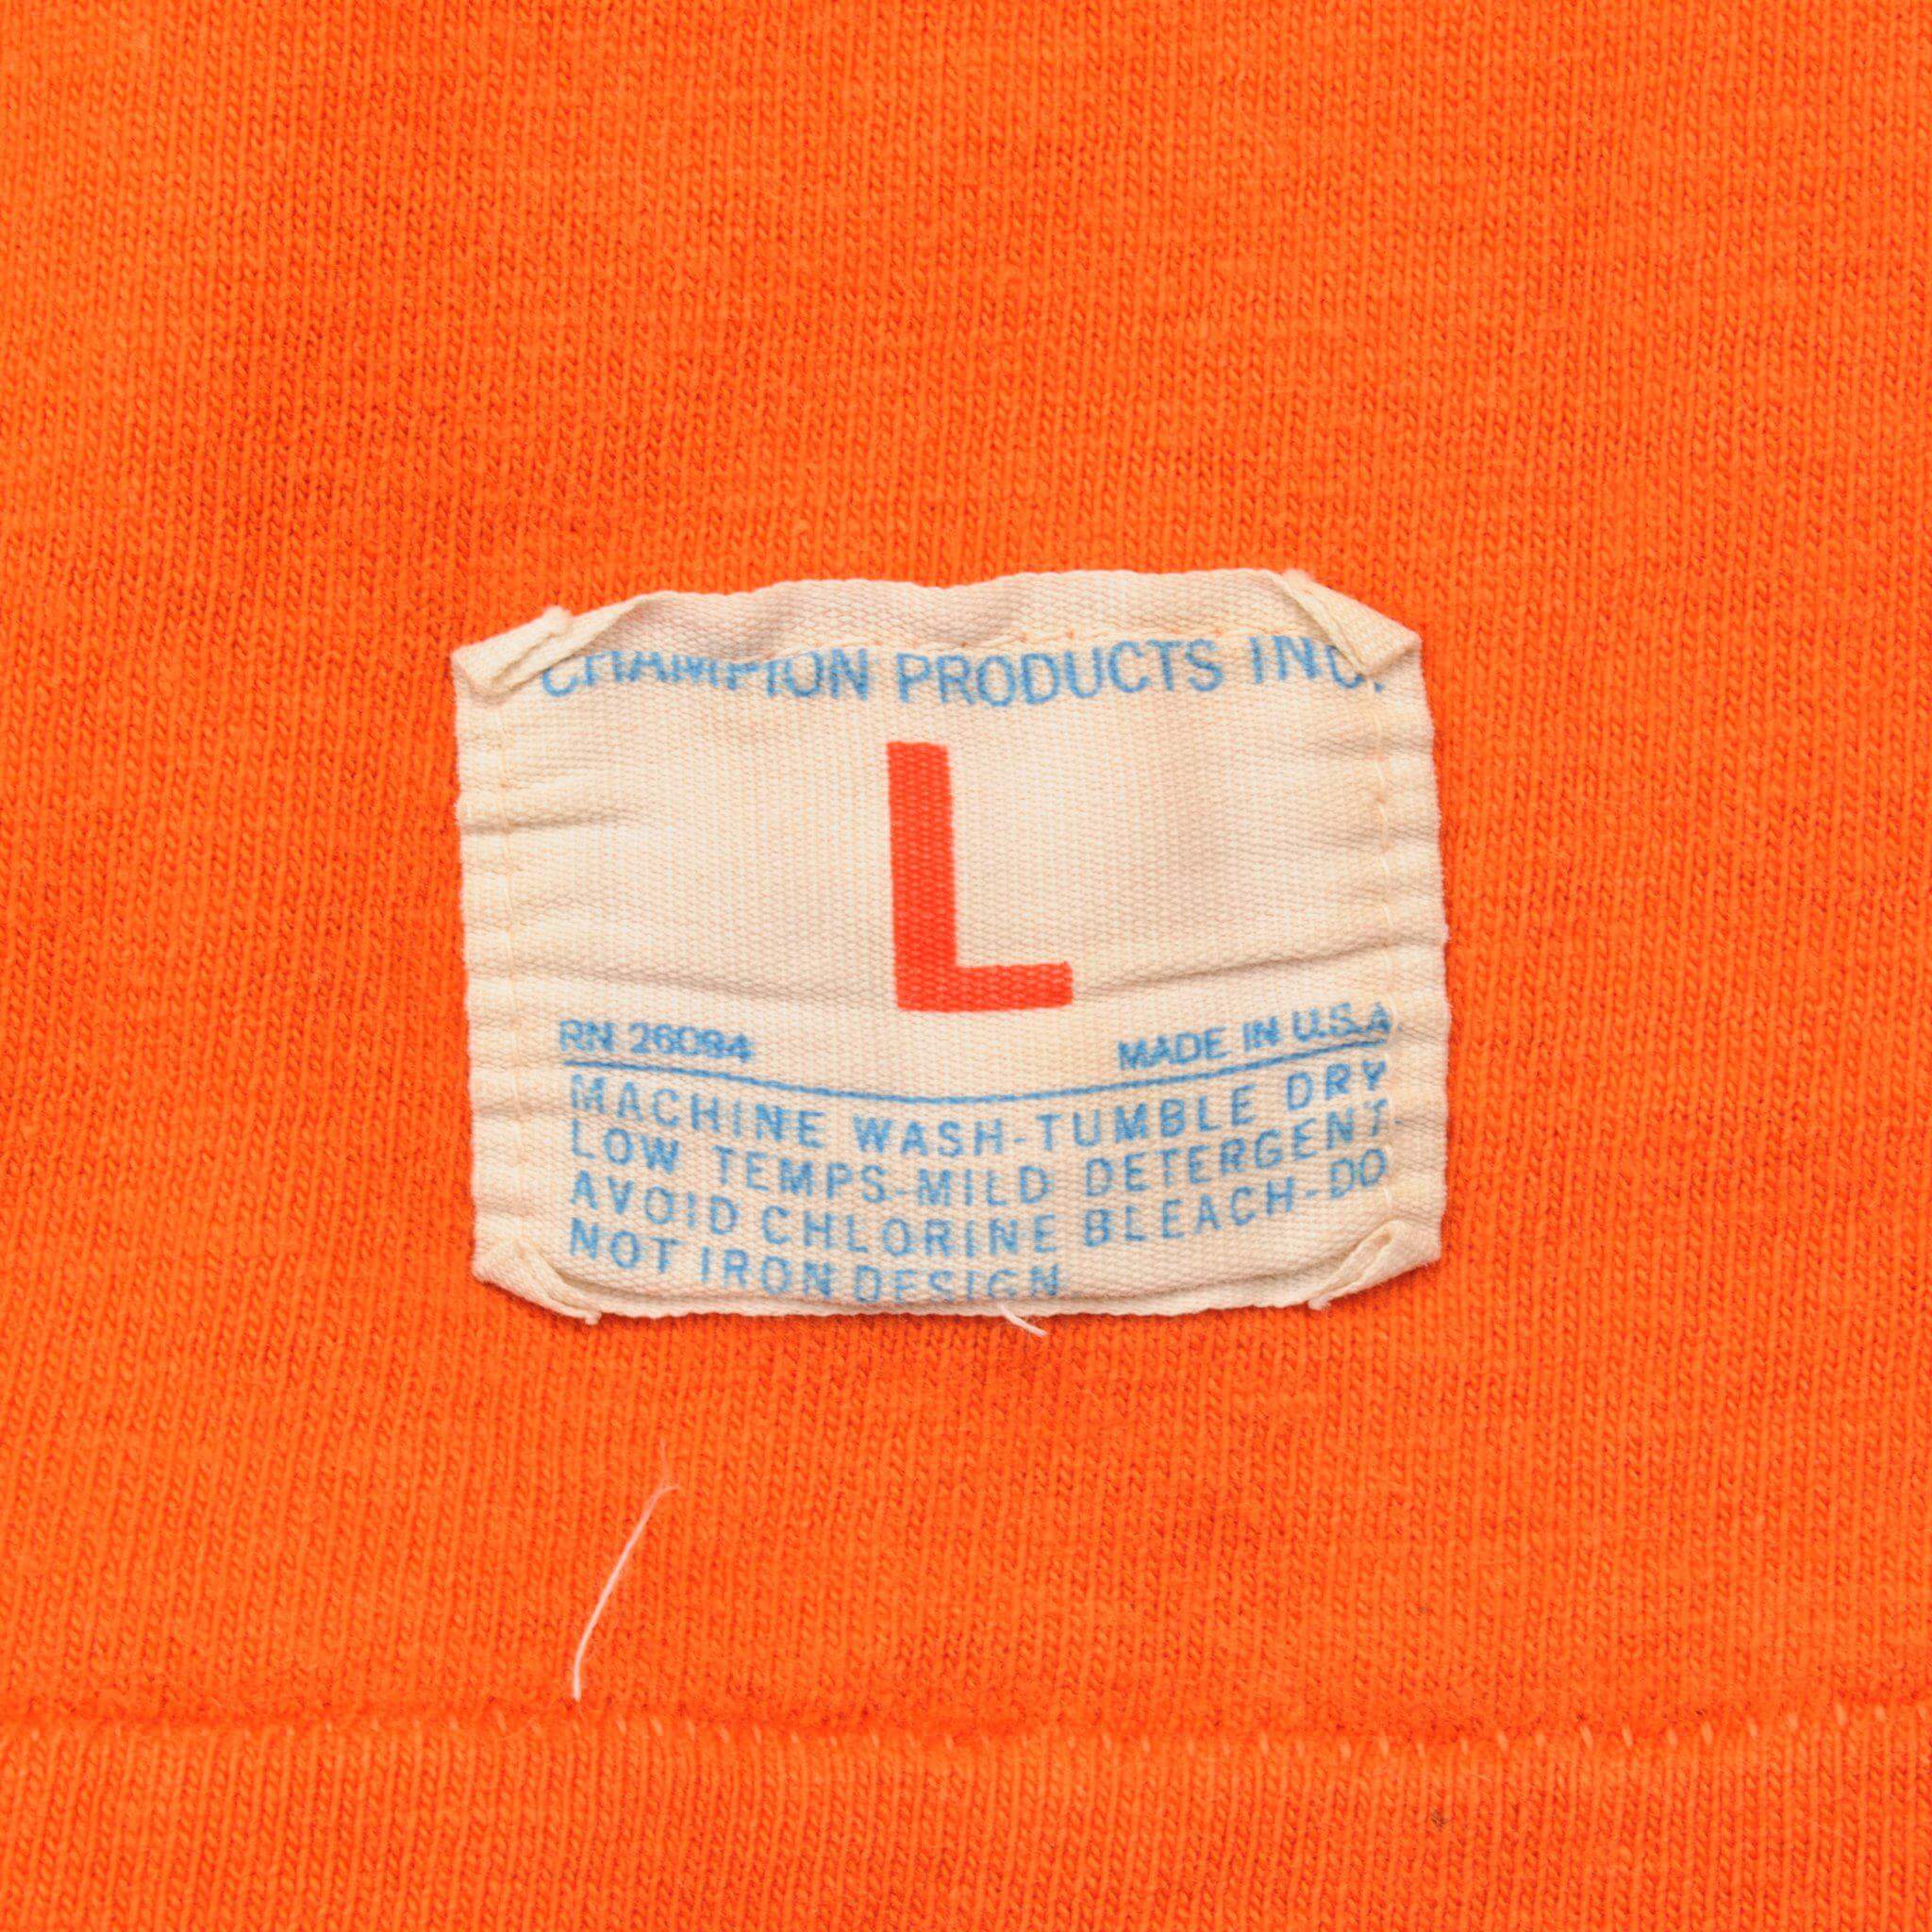 CHAMPION PRODUCTS INC.
L
RN 26094 MADE IN U.S.A.
MACHINE WASH-TUMBLE DRY
LOW TEMPS-MILD DETERGENT.
AVOID CHLORINE BLEACH-DO
NOT IRON DESIGN